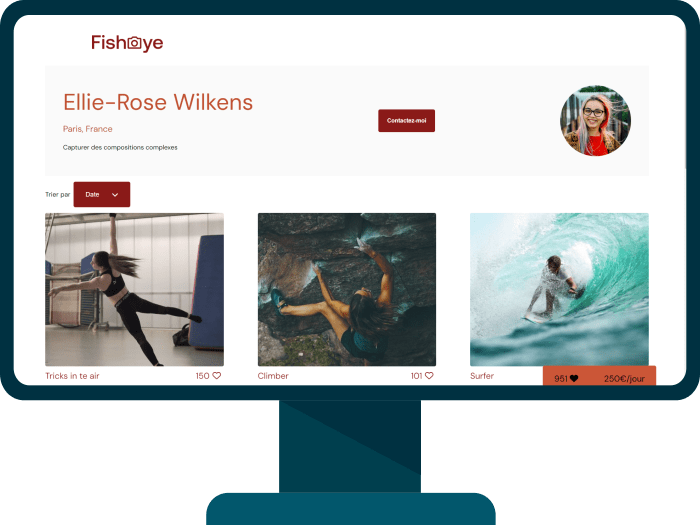 Fisheye
Ellie-Rose Wilkens
Paris, France
Capturer des compositions complexes
Contactez-moi
Trier par
Date
Tricks in te air
150
Climber
101
Surfer
951
250€/jour